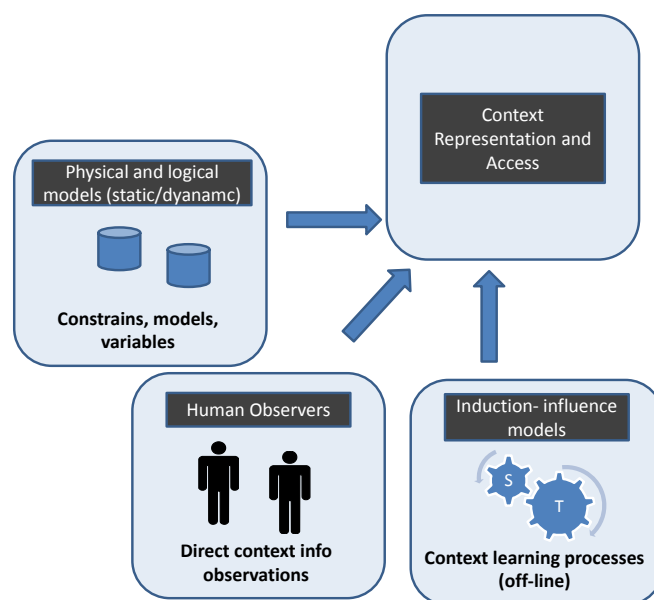 Context
Representation and
Access
Physical and logical
models (static/dyanamc)
Constrains, models,
variables
Human Observers
Direct context info
observations
Induction- influence
models
S
T
Context learning processes
(off-line)